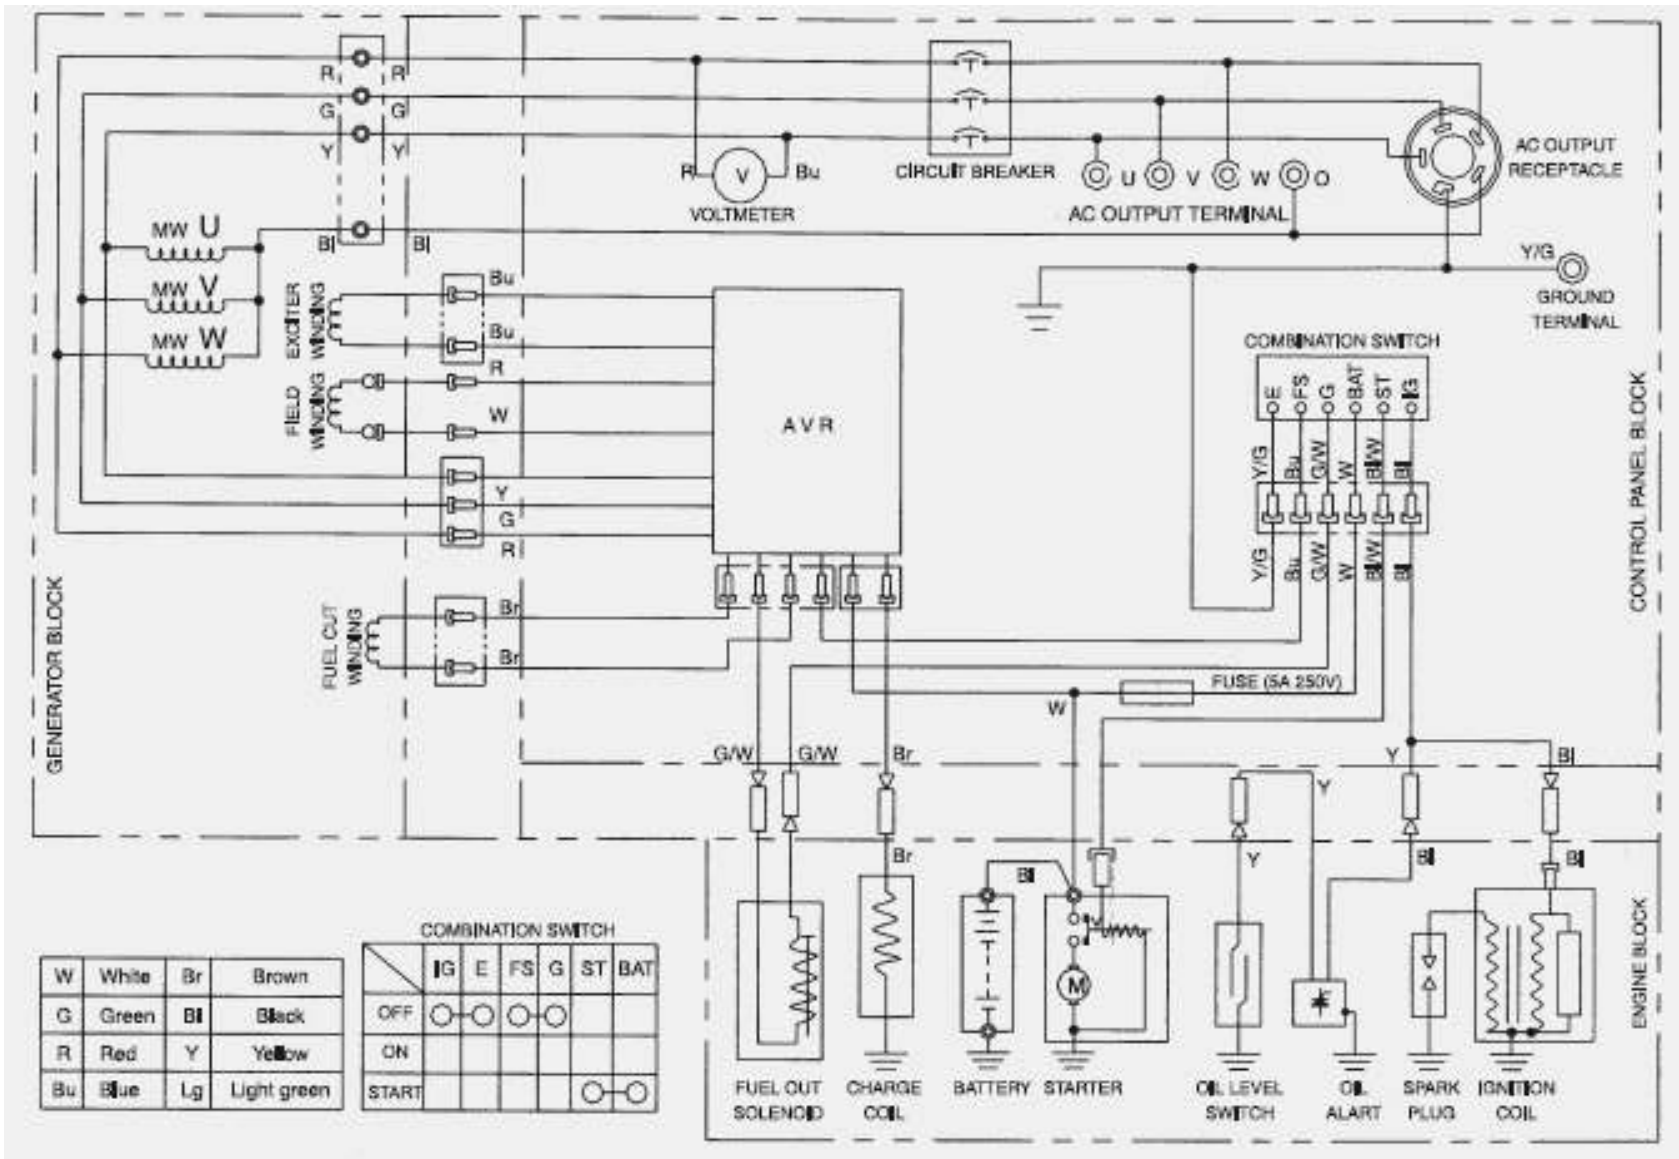 R R
G G
Y Y
Bl Bl
MW U
MW V
MW W
R V Bu
VOLTMETER
CIRCUIT BREAKER
U V W O
AC OUTPUT TERMINAL
AC OUTPUT
RECEPTACLE
Y/G
GROUND
TERMINAL
EXCITER
WINDING
Bu
Bu
FIELD
WINDING
R
W
Y
G
R
A V R
COMBINATION SWITCH
E FS G BAT ST IG
Y/G Bu G/W W Bl/W Bl
Y/G Bu G/W W Bl/W Bl
CONTROL PANEL BLOCK
GENERATOR BLOCK
FUEL CUT
WINDING
Br
Br
FUSE (5A 250V)
W
G/W G/W Br
Y Bl
Y
Br
Bl
Y
Bl
Bl
M
ENGINE BLOCK
FUEL OUT
SOLENOID
CHARGE
COIL
BATTERY
STARTER
OIL LEVEL
SWITCH
OIL
ALART
SPARK
PLUG
IGNITION
COIL
W White Br Brown
G Green Bl Black
R Red Y Yellow
Bu Blue Lg Light green
COMBINATION SWITCH
IG E FS G ST BAT
OFF
ON
START